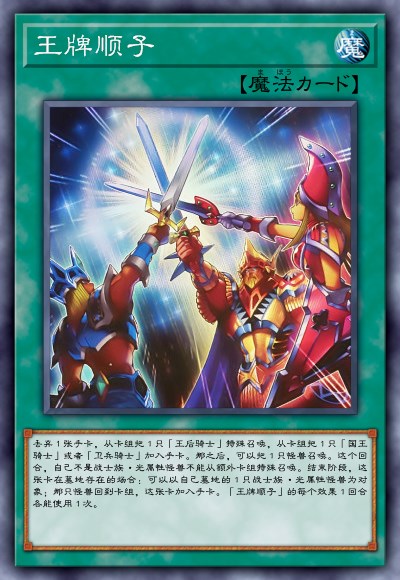 王牌顺子
魔
【魔法カード】
丢弃1张手卡，从卡组把1只「王后骑士」特殊召唤，从卡组把1只「国王
骑士」或者「卫兵骑士」加入手卡。那之后，可以把1只怪兽召唤。这个回
合，自己不是战士族·光属性怪兽不能从额外卡组特殊召唤。结束阶段，这
张卡在墓地存在的场合：可以以自己墓地的1只战士族·光属性怪兽为对
象；那只怪兽回到卡组，这张卡加入手卡。「王牌顺子」的每个效果1回合
各能使用1次。